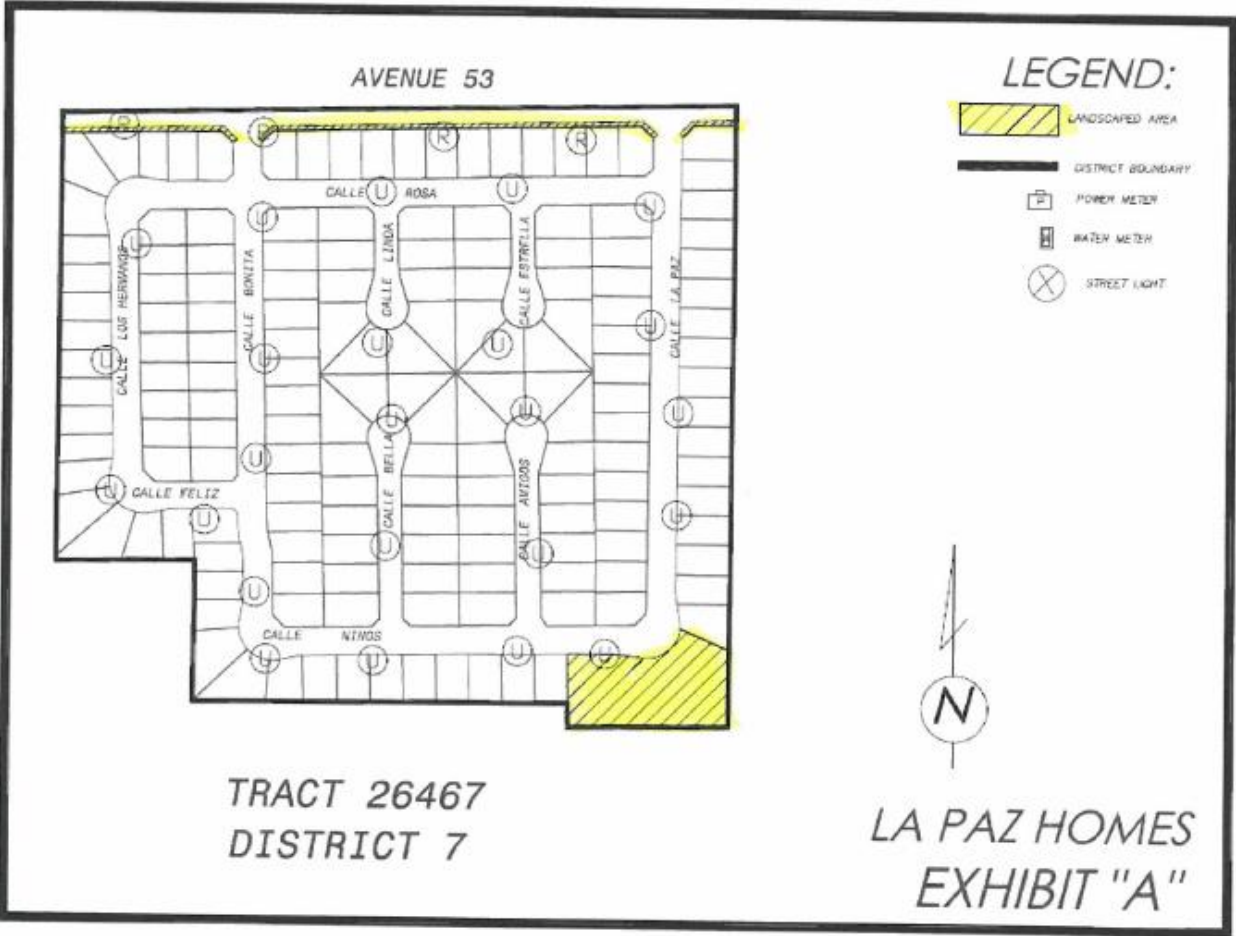 AVENUE 53
LEGEND:
LANDSCAPED AREA
DISTRICT BOUNDARY
P POWER METER
WATER METER
STREET LIGHT
R
R
R
R
CALLE U ROSA
U
U
U
U
CALLE LOS HERMANOS
CALLE BONITA
CALLE LINDA
CALLE ESTRELLA
CALLE LA PAZ
U
U
U
U
U
U
U
U
U
U
U
CALLE BELLA
CALLE AMIGOS
U CALLE FELIZ
U
U
U
U
U
CALLE NINOS
U
U
U
U
N
TRACT 26467
DISTRICT 7
LA PAZ HOMES
EXHIBIT "A"